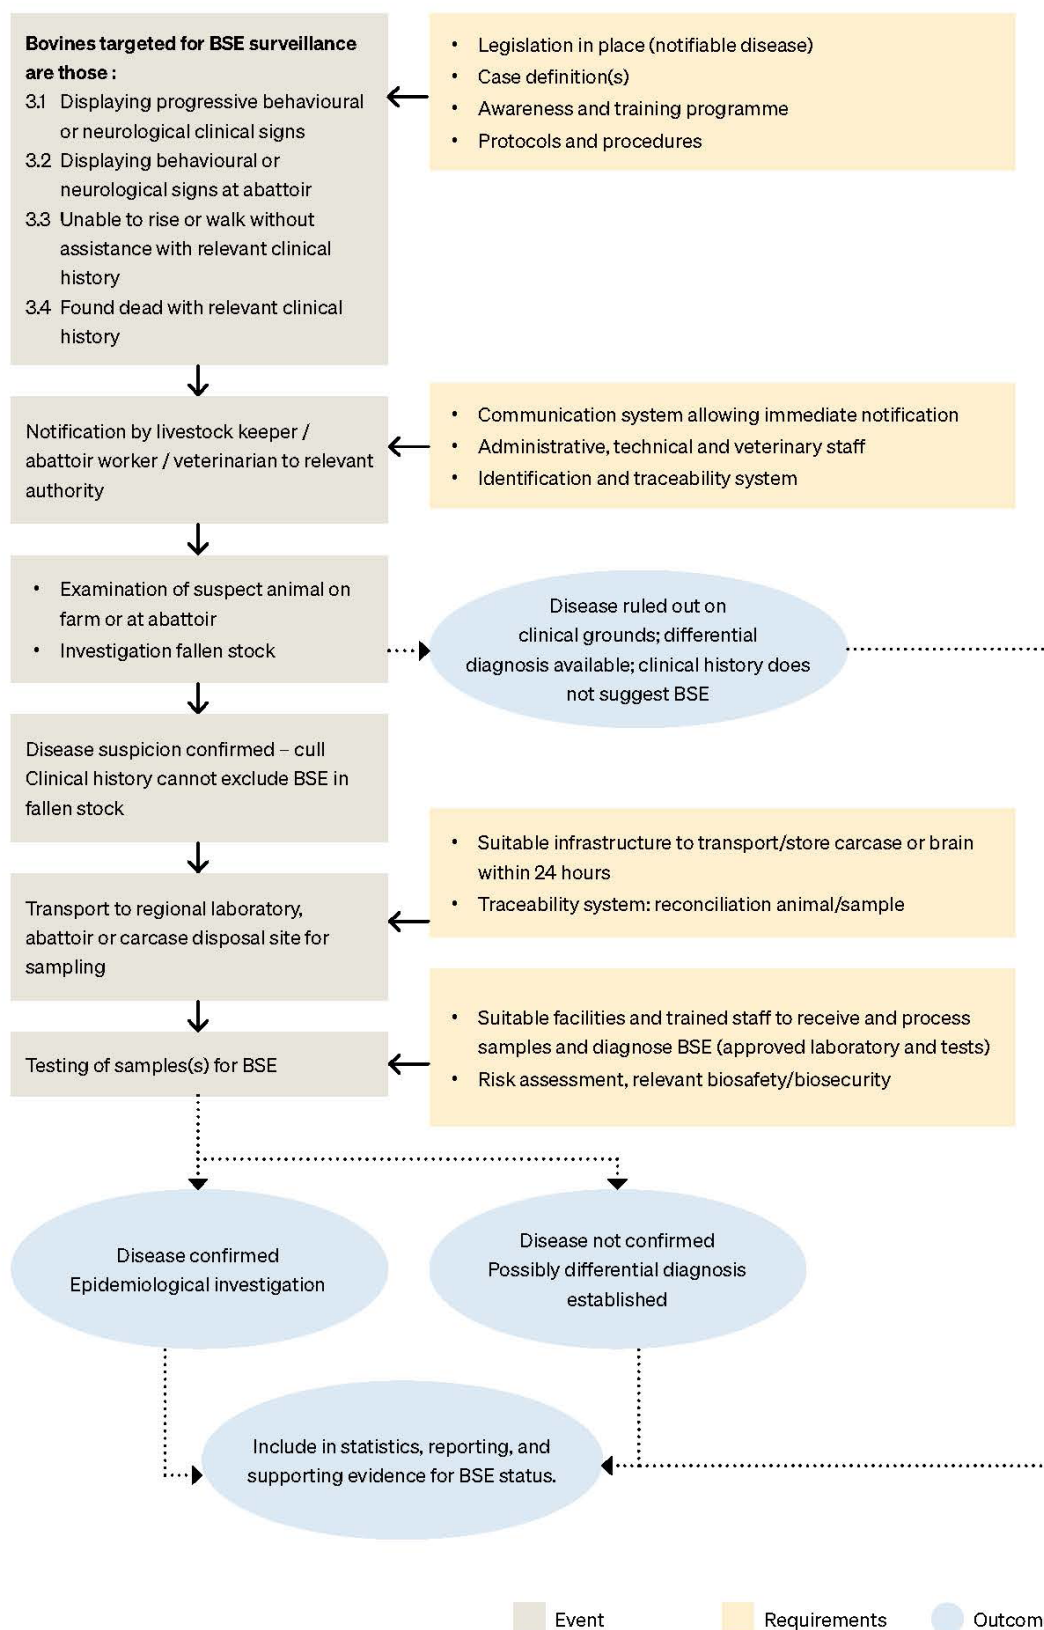 Bovines targeted for BSE surveillance
are those :
3.1 Displaying progressive behavioural
or neurological clinical signs
3.2 Displaying behavioural or
neurological signs at abattoir
3.3 Unable to rise or walk without
assistance with relevant clinical
history
3.4 Found dead with relevant clinical
history
• Legislation in place (notifiable disease)
• Case definition(s)
• Awareness and training programme
• Protocols and procedures
Notification by livestock keeper /
abattoir worker / veterinarian to relevant
authority
• Communication system allowing immediate notification
• Administrative, technical and veterinary staff
• Identification and traceability system
• Examination of suspect animal on
farm or at abattoir
• Investigation fallen stock
Disease ruled out on
clinical grounds; differential
diagnosis available; clinical history does
not suggest BSE
Disease suspicion confirmed – cull
Clinical history cannot exclude BSE in
fallen stock
Transport to regional laboratory,
abattoir or carcase disposal site for
sampling
• Suitable infrastructure to transport/store carcase or brain
within 24 hours
• Traceability system: reconciliation animal/sample
Testing of samples(s) for BSE
• Suitable facilities and trained staff to receive and process
samples and diagnose BSE (approved laboratory and tests)
• Risk assessment, relevant biosafety/biosecurity
Disease confirmed
Epidemiological investigation
Disease not confirmed
Possibly differential diagnosis
established
Include in statistics, reporting, and
supporting evidence for BSE status.
Event
Requirements
Outcom